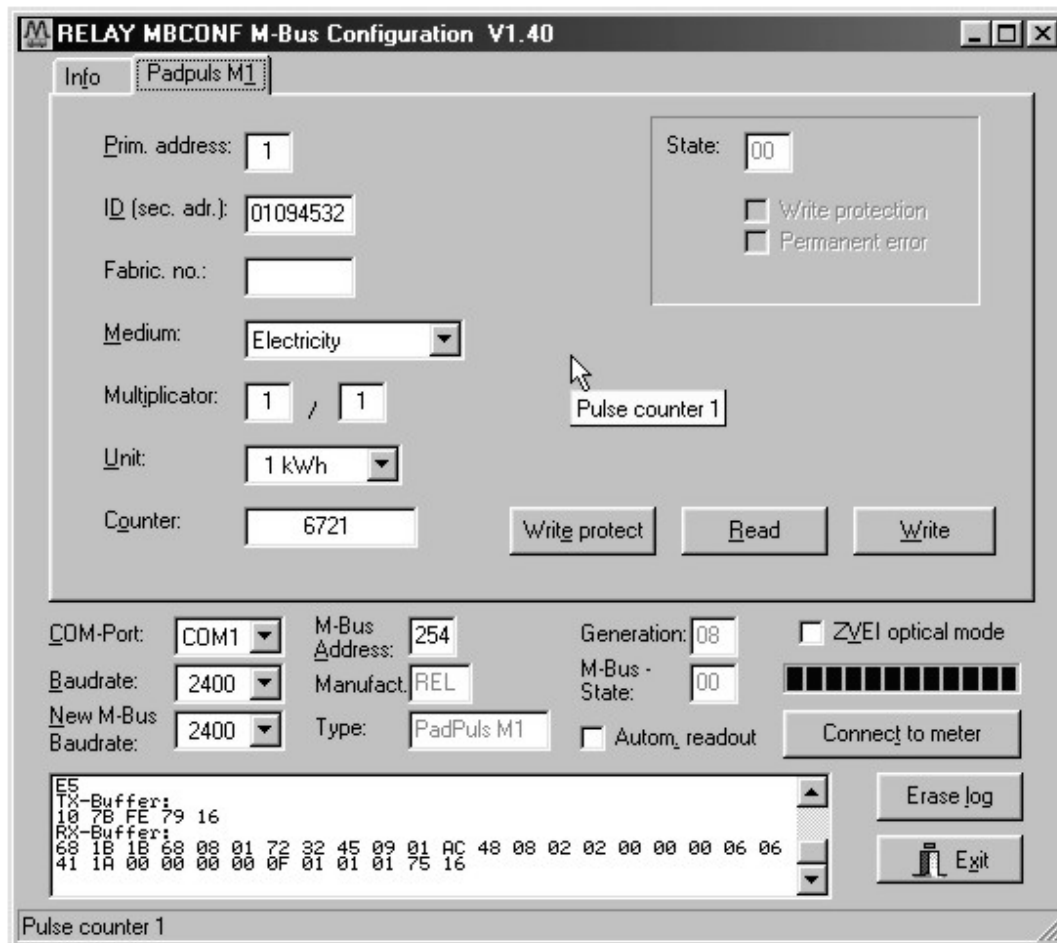 RELAY MBCONF M-Bus Configuration V1.40
Info
Padpuls M1
Prim. address: 1
State: 00
ID (sec. adr.): 01094532
Write protection
Permanent error
Fabric. no.:
Medium: Electricity
Multiplicator: 1 / 1
Pulse counter 1
Unit: 1 kWh
Counter: 6721
Write protect Read Write
COM-Port: COM1
M-Bus
Address: 254
Generation: 08
ZVEI optical mode
Baudrate: 2400
Manufact. REL
M-Bus -
State: 00
New M-Bus
Baudrate: 2400
Type: PadPuls M1
Autom. readout
Connect to meter
E5
TX-Buffer:
10 7B FE 79 16
RX-Buffer:
68 1B 1B 68 08 01 72 32 45 09 01 AC 48 08 02 02 00 00 00 06 06
41 1A 00 00 00 00 0F 01 01 01 75 16
Erase log
Exit
Pulse counter 1